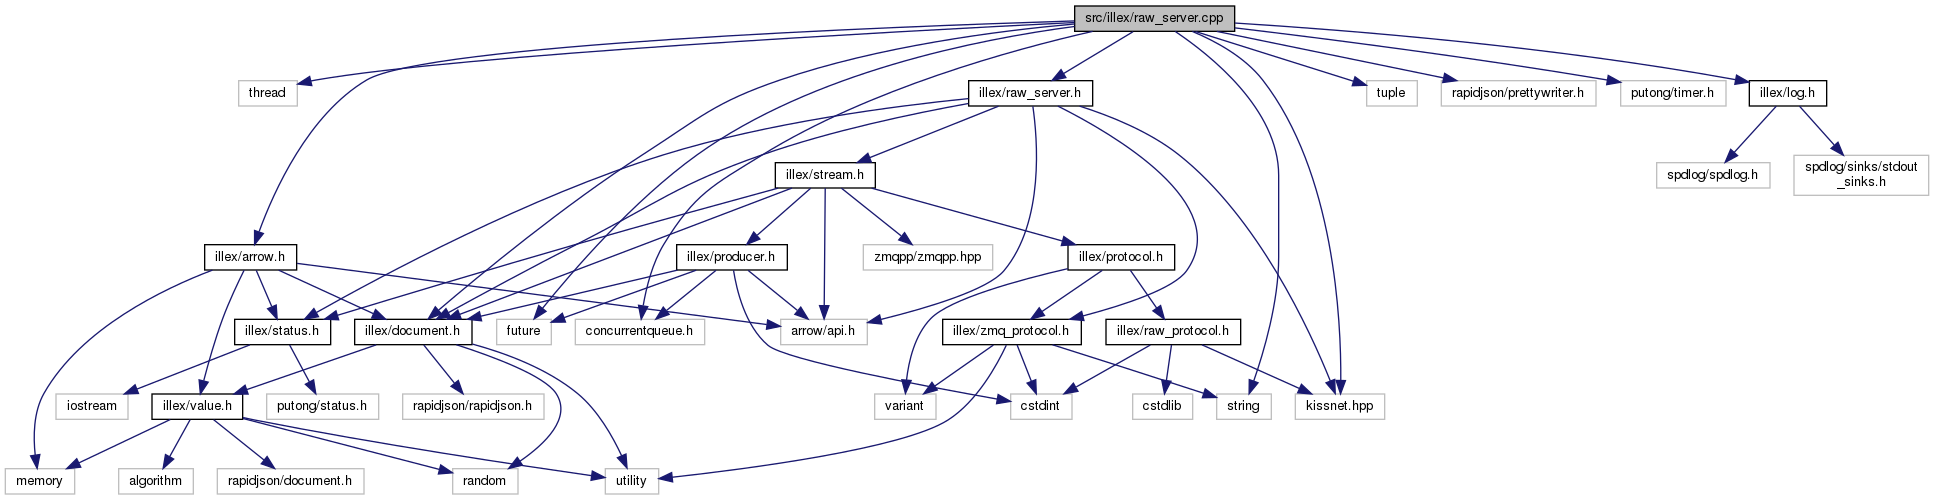 src/illex/raw_server.cpp
thread
illex/raw_server.h
tuple
rapidjson/prettywriter.h
putong/timer.h
illex/log.h
illex/stream.h
spdlog/spdlog.h
spdlog/sinks/stdout
_sinks.h
illex/arrow.h
illex/producer.h
zmqpp/zmqpp.hpp
illex/protocol.h
illex/status.h
illex/document.h
future
concurrentqueue.h
arrow/api.h
illex/zmq_protocol.h
illex/raw_protocol.h
iostream
illex/value.h
putong/status.h
rapidjson/rapidjson.h
variant
cstdint
cstdlib
string
kissnet.hpp
memory
algorithm
rapidjson/document.h
random
utility